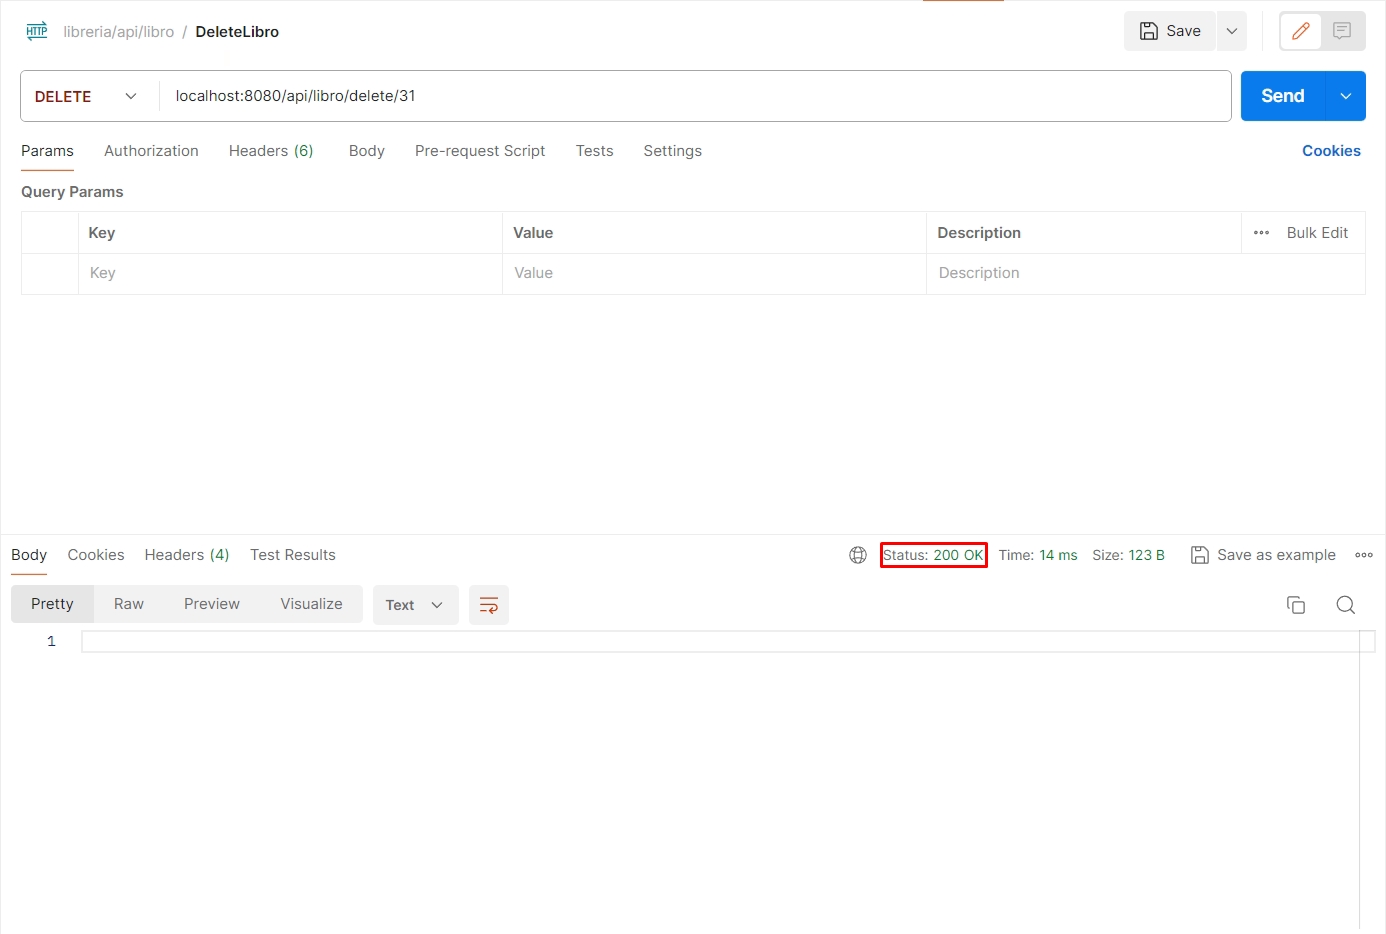 HTTP libreria/api/libro / DeleteLibro Save
DELETE localhost:8080/api/libro/delete/31 Send
Params Authorization Headers (6) Body Pre-request Script Tests Settings Cookies
Query Params
Key Value Description Bulk Edit
Key Value Description
Body Cookies Headers (4) Test Results Status: 200 OK Time: 14 ms Size: 123 B Save as example
Pretty Raw Preview Visualize Text
1